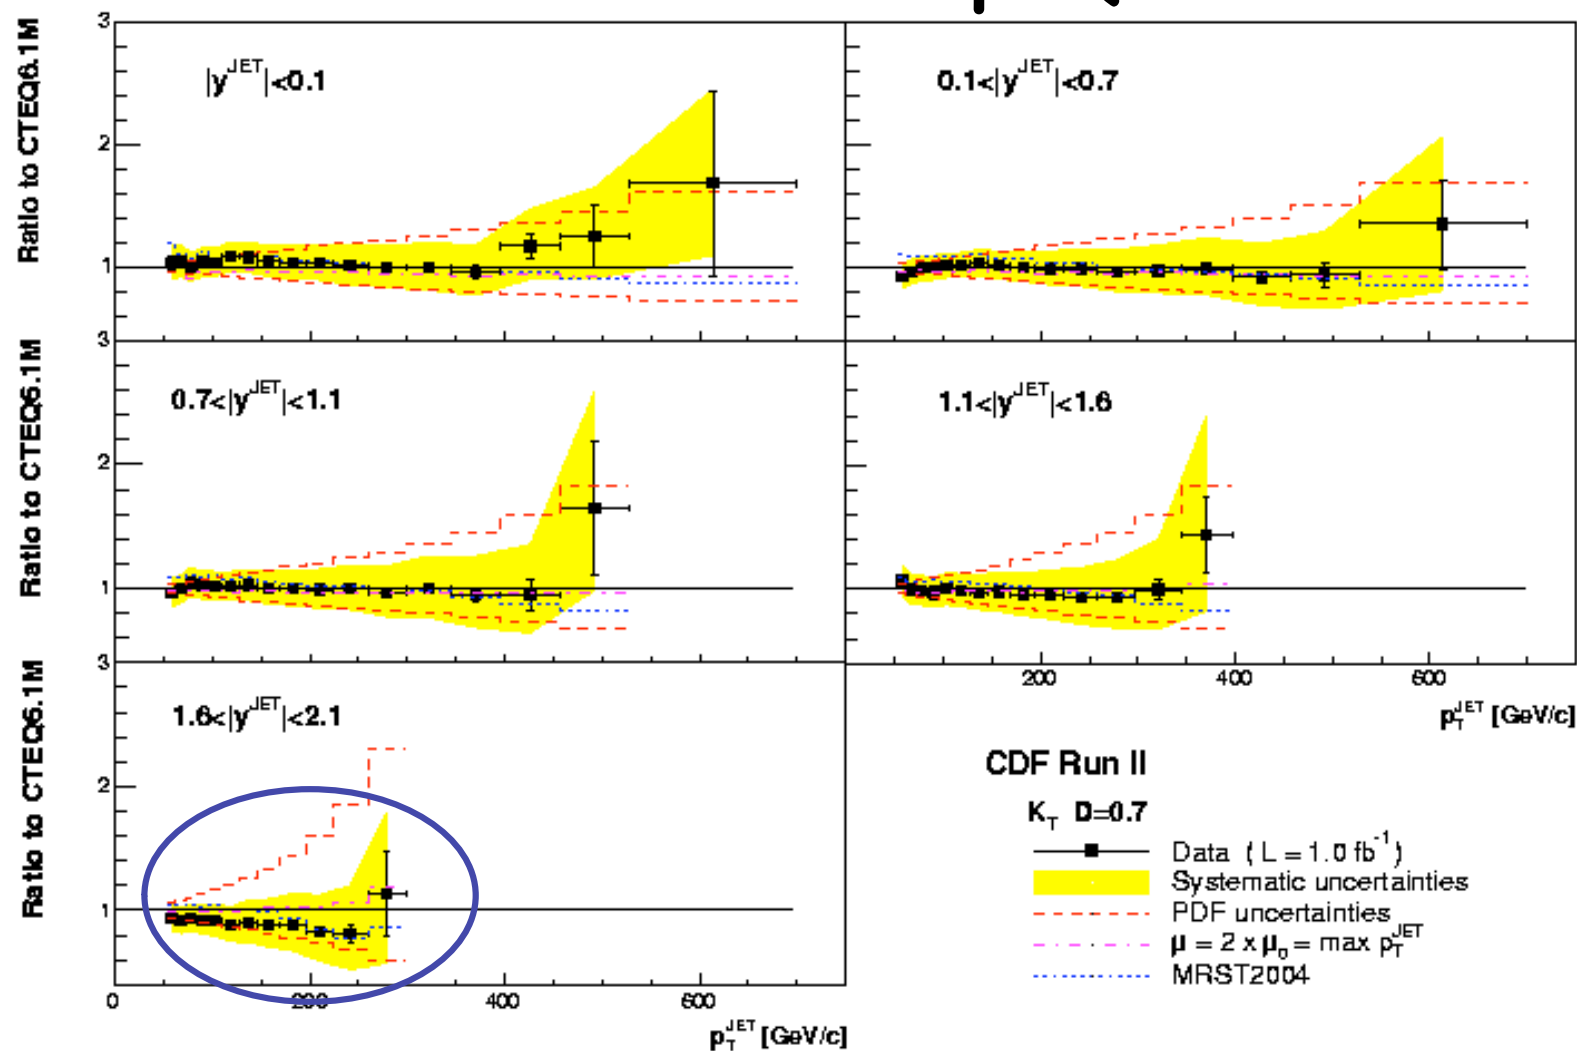 Ratio to CTEQ6.1M
3
2
1
|y^JET|<0.1
0.1<|y^JET|<0.7
Ratio to CTEQ6.1M
3
2
1
0.7<|y^JET|<1.1
1.1<|y^JET|<1.6
200
400
600
p_T^JET [GeV/c]
Ratio to CTEQ6.1M
3
2
1
1.6<|y^JET|<2.1
0
200
400
600
p_T^JET [GeV/c]
CDF Run II
K_T D=0.7
Data ( L = 1.0 fb^-1)
Systematic uncertainties
PDF uncertainties
μ = 2 x μ_0 = max p_T^JET
MRST2004